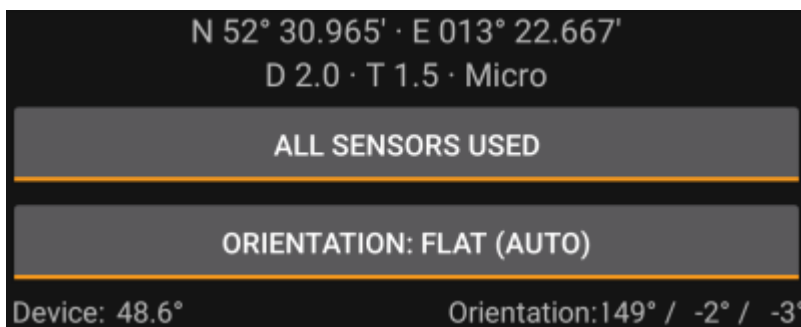 N 52° 30.965' · E 013° 22.667'
D 2.0 · T 1.5 · Micro
ALL SENSORS USED
ORIENTATION: FLAT (AUTO)
Device: 48.6°
Orientation:149° / -2° / -3°